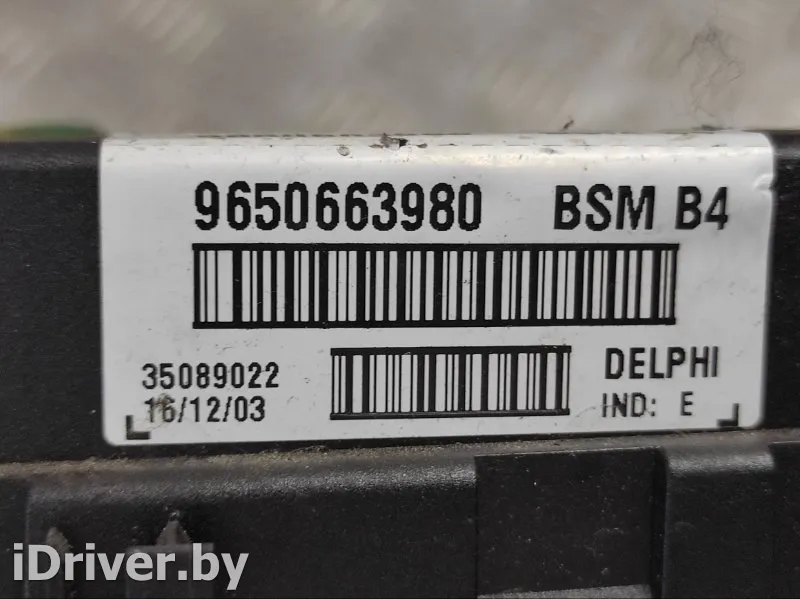 9650663980 BSM B4
35089022 DELPHI
16/12/03 IND: E
iDriver.by